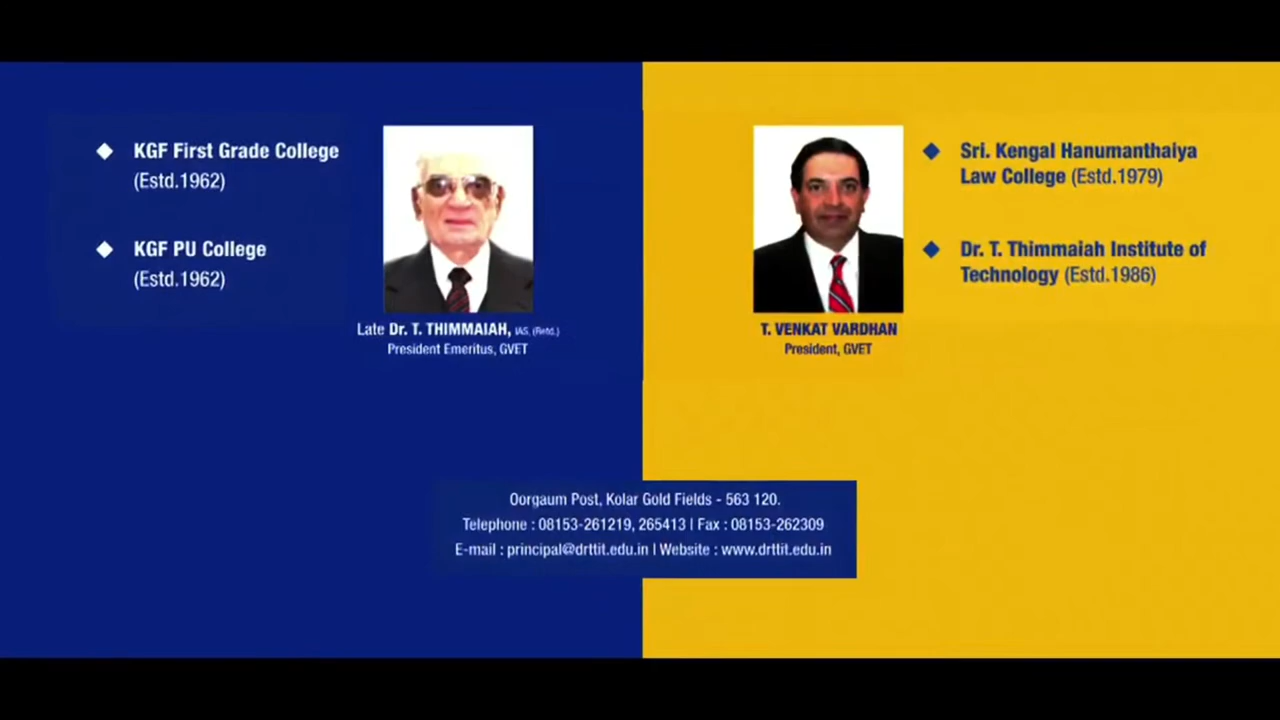 KGF First Grade College
(Estd.1962)
KGF PU College
(Estd.1962)
Late Dr. T. THIMMAIAH, IAS, (Retd.)
President Emeritus, GVET
Sri. Kengal Hanumanthaiya
Law College (Estd.1979)
Dr. T. Thimmaiah Institute of
Technology (Estd.1986)
T. VENKAT VARDHAN
President, GVET
Oorgaum Post, Kolar Gold Fields - 563 120.
Telephone : 08153-261219, 265413 | Fax : 08153-262309
E-mail : principal@drttit.edu.in | Website : www.drttit.edu.in